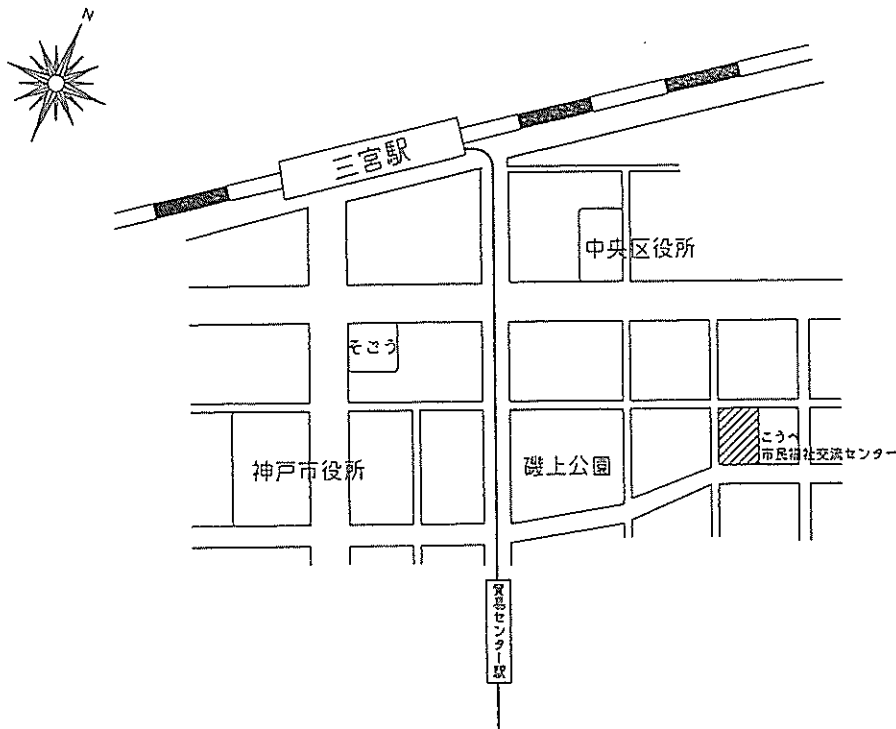 N
三宮駅
中央区役所
そごう
神戸市役所
磯上公園
こうべ
市民福祉交流センター
貿易センター駅